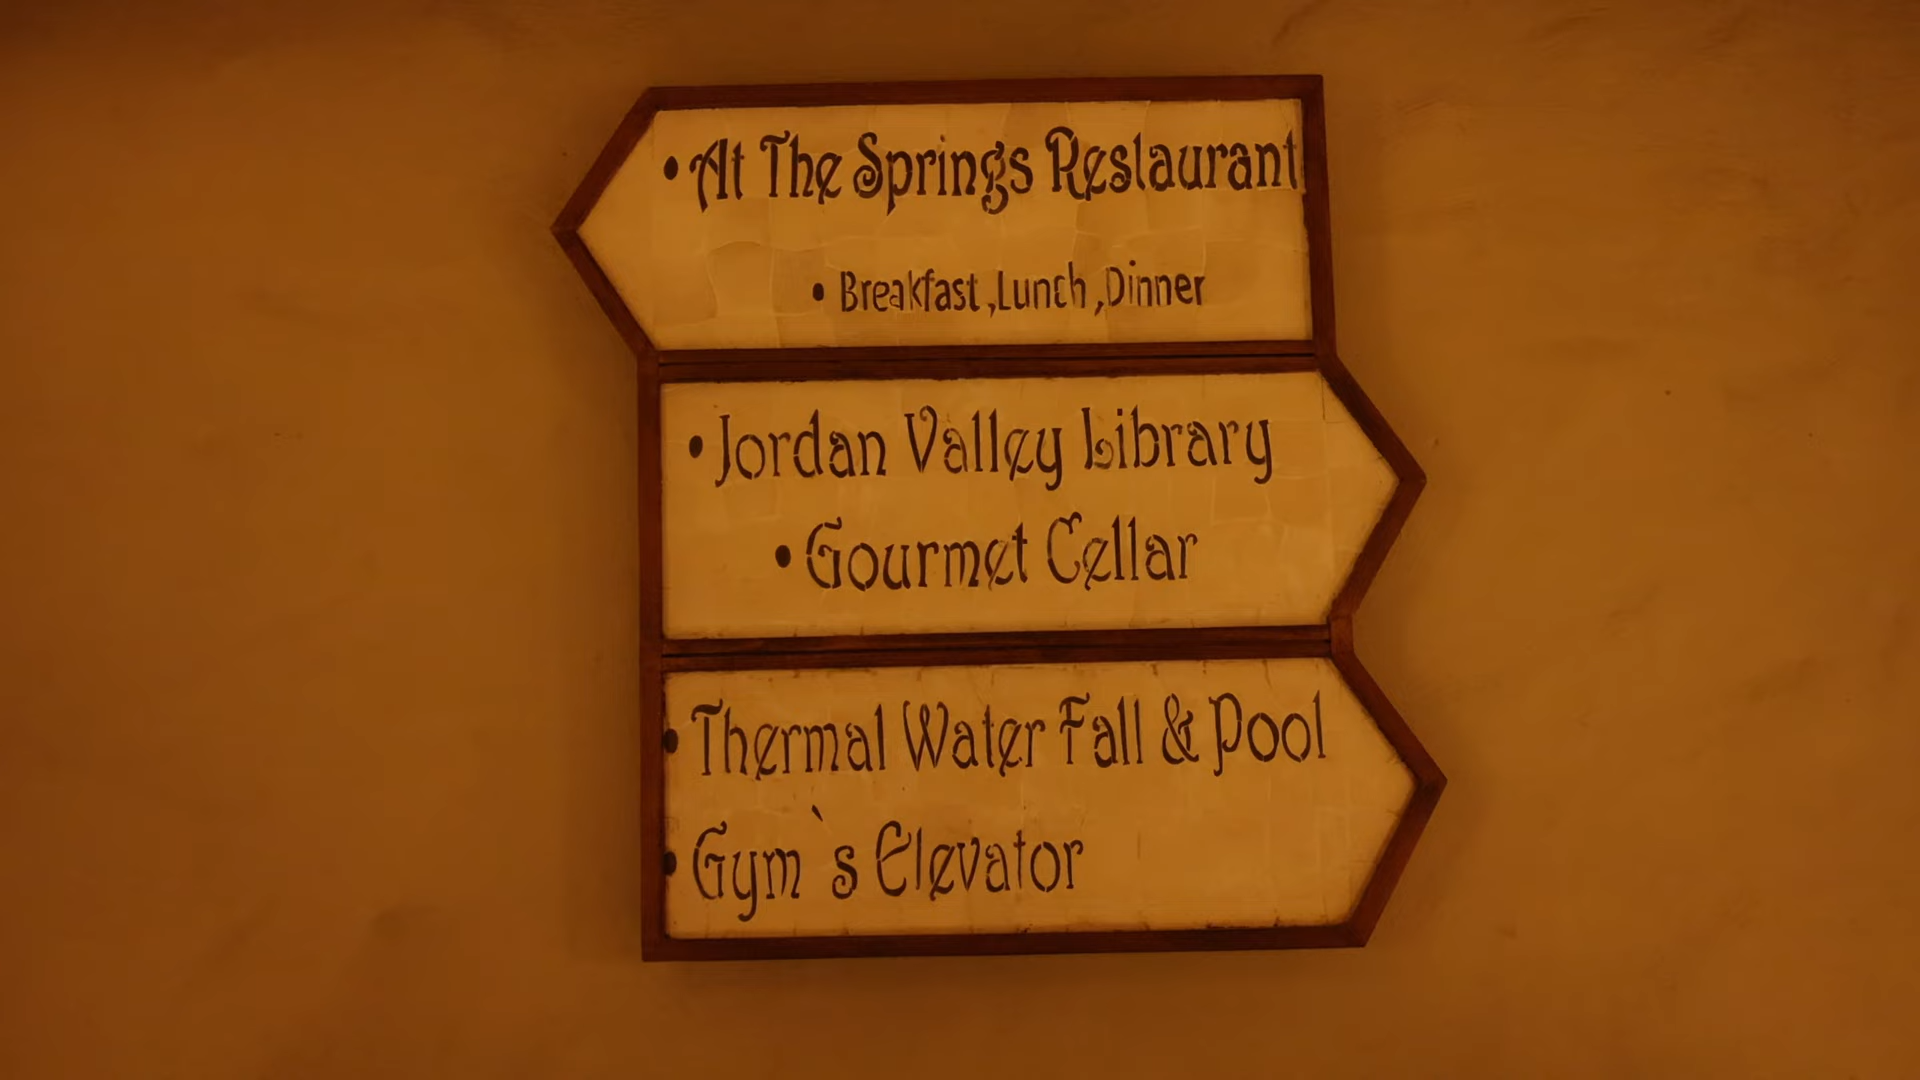 • At The Springs Restaurant
• Breakfast ,Lunch ,Dinner
• Jordan Valley Library
• Gourmet Cellar
• Thermal Water Fall & Pool
• Gym `s Elevator